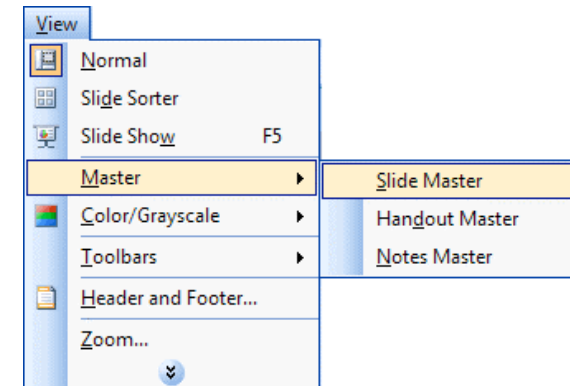 View
Normal
Slide Sorter
Slide Show F5
Master
Slide Master
Color/Grayscale
Handout Master
Toolbars
Notes Master
Header and Footer...
Zoom...